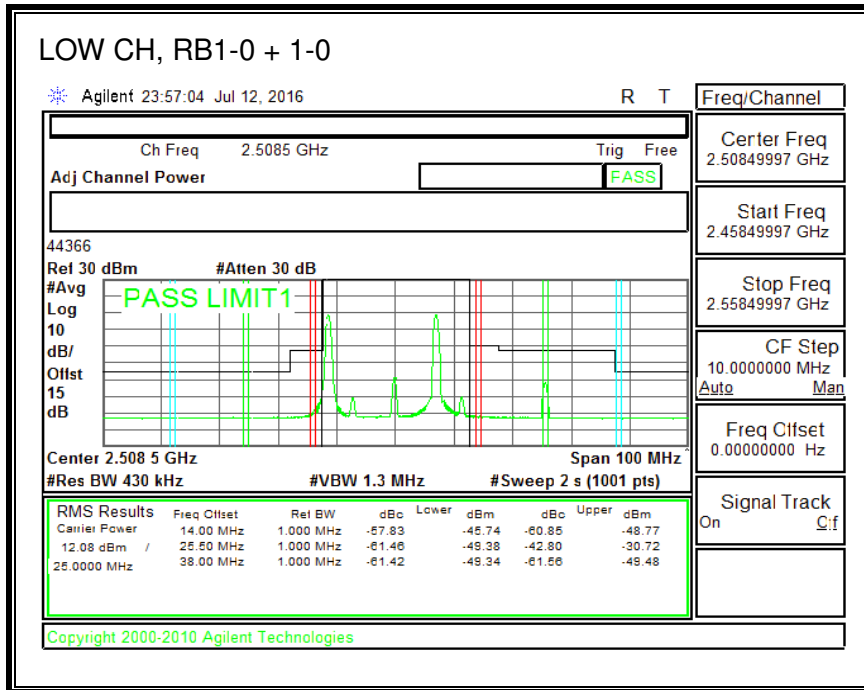 LOW CH, RB1-0 + 1-0
Agilent 23:57:04 Jul 12, 2016 R T
Ch Freq 2.5085 GHz Trig Free
Adj Channel Power PASS
44366
Ref 30 dBm #Atten 30 dB
#Avg
Log
10
dB/
Offst
15
dB
PASS LIMIT1
Center 2.508 5 GHz Span 100 MHz
#Res BW 430 kHz #VBW 1.3 MHz #Sweep 2 s (1001 pts)
RMS Results Freq Offset Ref BW dBc Lower dBm dBc Upper dBm
Carrier Power 14.00 MHz 1.000 MHz -57.83 -45.74 -60.85 -48.77
12.08 dBm / 25.50 MHz 1.000 MHz -61.46 -49.38 -42.80 -30.72
25.0000 MHz 38.00 MHz 1.000 MHz -61.42 -49.34 -61.56 -49.48
Copyright 2000-2010 Agilent Technologies
Freq/Channel
Center Freq
2.50849997 GHz
Start Freq
2.45849997 GHz
Stop Freq
2.55849997 GHz
CF Step
10.0000000 MHz
Auto Man
Freq Offset
0.00000000 Hz
Signal Track
On Off